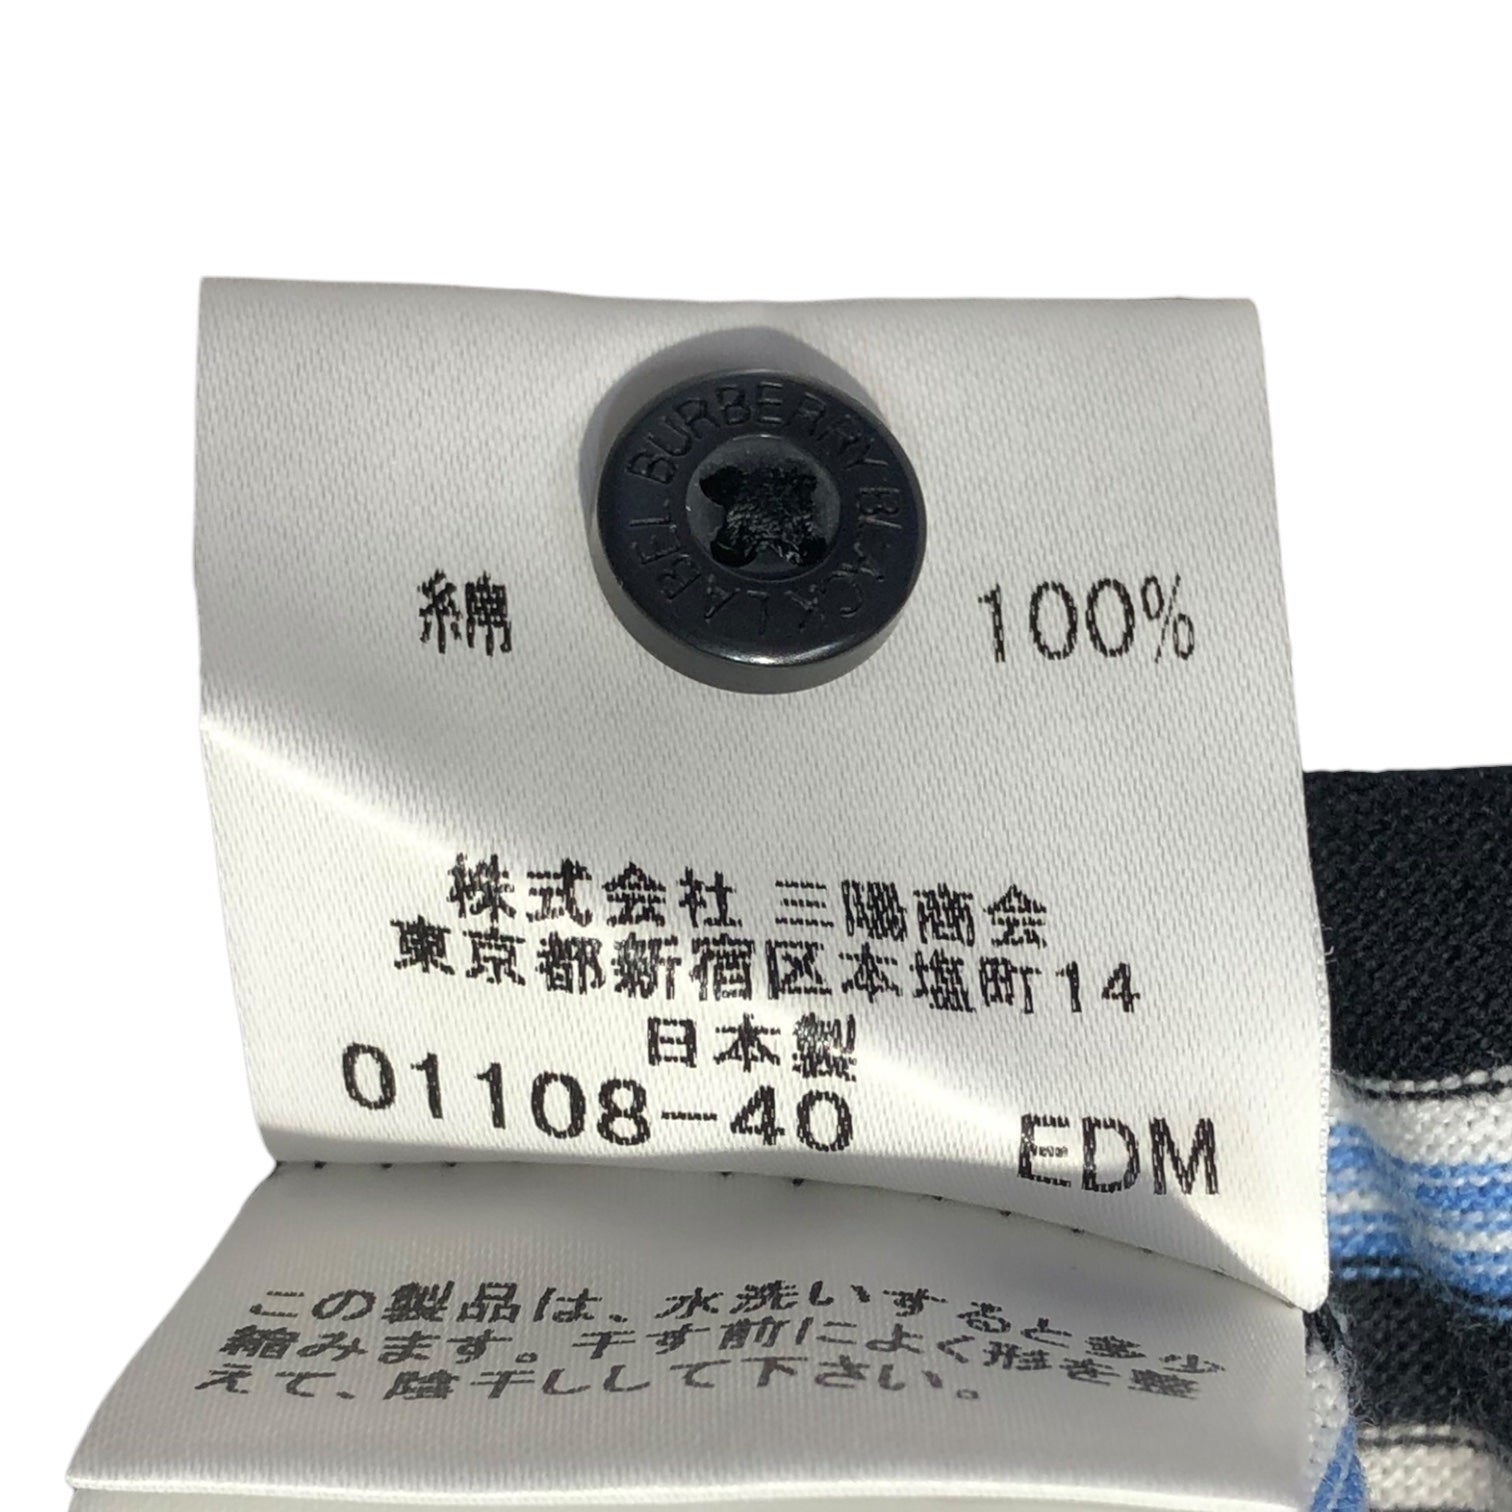 BURBERRY BLACK LABEL
綿 100%
株式会社 三陽商会
東京都新宿区本塩町14
日本製
01108-40 EDM
この製品は、水洗いすると多少
縮みます。干す前によく形を整
えて、陰干しして下さい。